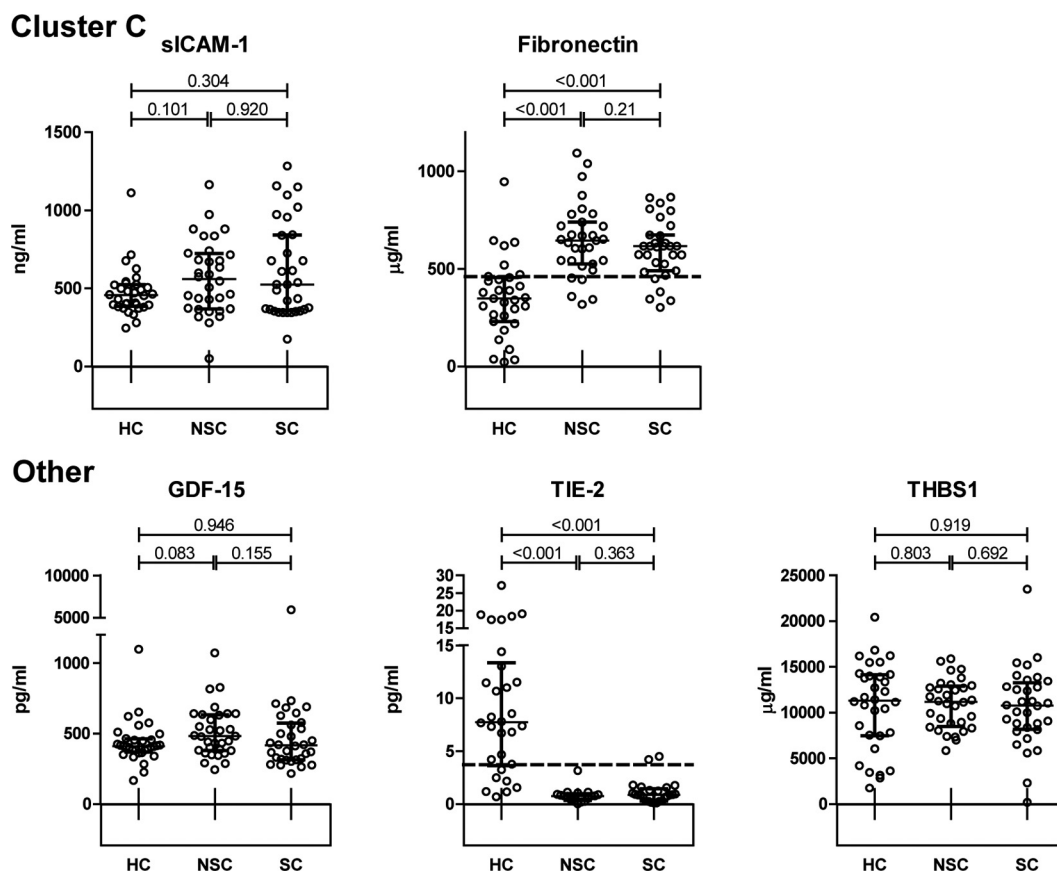 Cluster C
sICAM-1
Fibronectin
0.304
<0.001
0.101 0.920
<0.001 0.21
1500
1000
500
0
ng/ml
HC NSC SC
1000
500
0
µg/ml
HC NSC SC
Other
GDF-15
TIE-2
THBS1
0.946
<0.001
0.919
0.083 0.155
<0.001 0.363
0.803 0.692
10000
5000
1000
500
0
pg/ml
HC NSC SC
30
25
20
15
15
10
5
0
pg/ml
HC NSC SC
25000
20000
15000
10000
5000
0
µg/ml
HC NSC SC